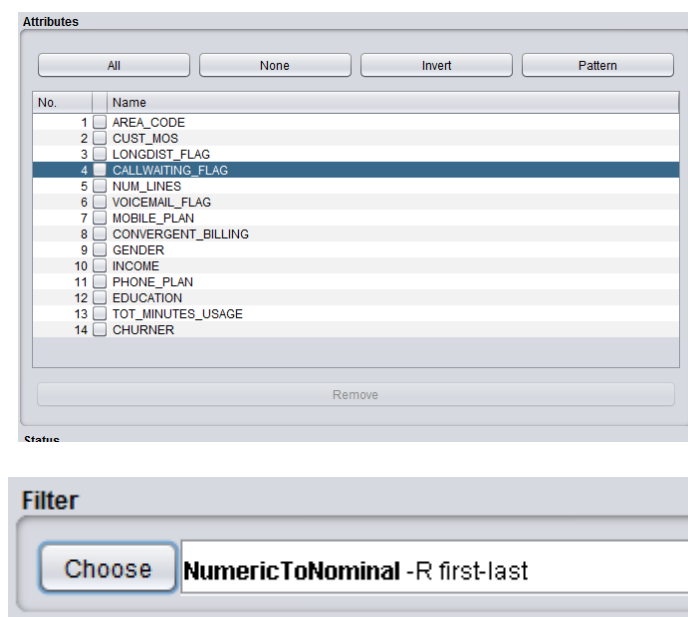 Attributes
All None Invert Pattern
No. Name
1 AREA_CODE
2 CUST_MOS
3 LONGDIST_FLAG
4 CALLWAITING_FLAG
5 NUM_LINES
6 VOICEMAIL_FLAG
7 MOBILE_PLAN
8 CONVERGENT_BILLING
9 GENDER
10 INCOME
11 PHONE_PLAN
12 EDUCATION
13 TOT_MINUTES_USAGE
14 CHURNER
Remove
Status
Filter
Choose NumericToNominal -R first-last